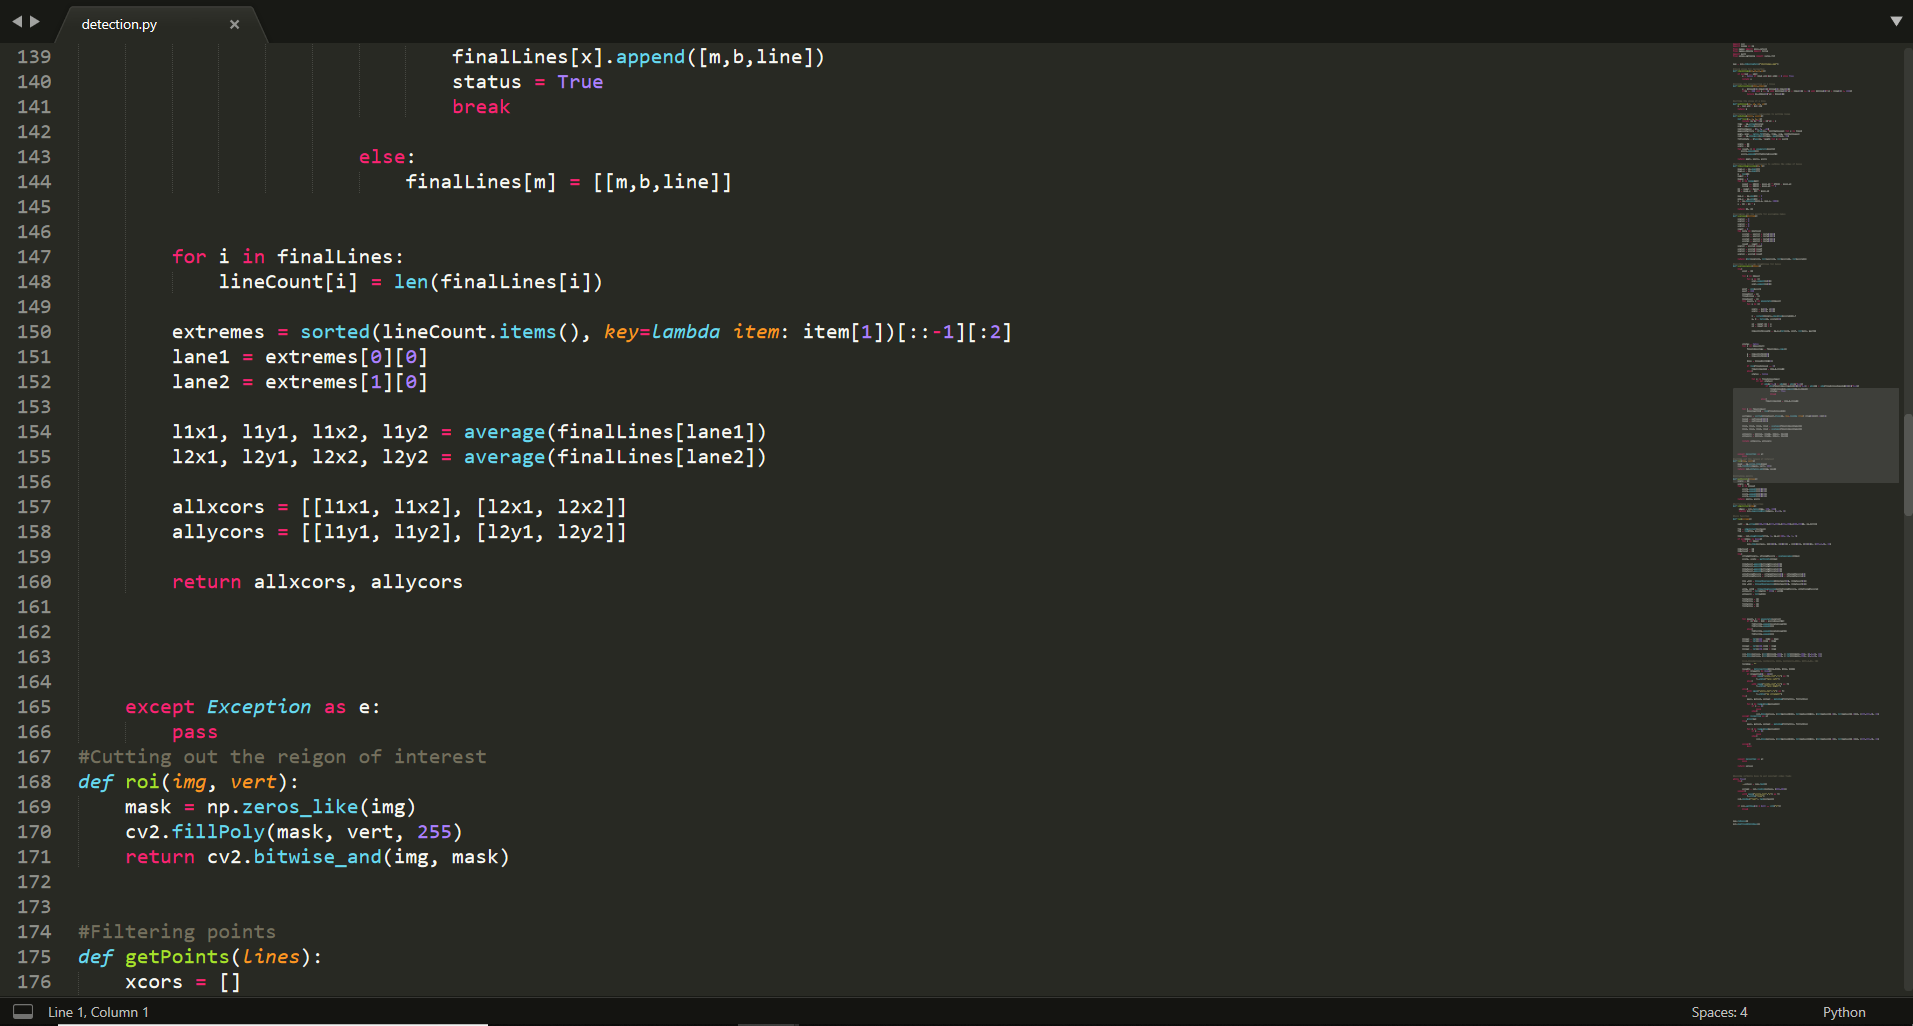 detection.py ×
139 finalLines[x].append([m,b,line])
140 status = True
141 break
142
143 else:
144 finalLines[m] = [[m,b,line]]
145
146
147 for i in finalLines:
148 lineCount[i] = len(finalLines[i])
149
150 extremes = sorted(lineCount.items(), key=lambda item: item[1])[::-1][:2]
151 lane1 = extremes[0][0]
152 lane2 = extremes[1][0]
153
154 l1x1, l1y1, l1x2, l1y2 = average(finalLines[lane1])
155 l2x1, l2y1, l2x2, l2y2 = average(finalLines[lane2])
156
157 allxcors = [[l1x1, l1x2], [l2x1, l2x2]]
158 allycors = [[l1y1, l1y2], [l2y1, l2y2]]
159
160 return allxcors, allycors
161
162
163
164
165 except Exception as e:
166 pass
167 #Cutting out the reigon of interest
168 def roi(img, vert):
169 mask = np.zeros_like(img)
170 cv2.fillPoly(mask, vert, 255)
171 return cv2.bitwise_and(img, mask)
172
173
174 #Filtering points
175 def getPoints(lines):
176 xcors = []
Line 1, Column 1 Spaces: 4 Python